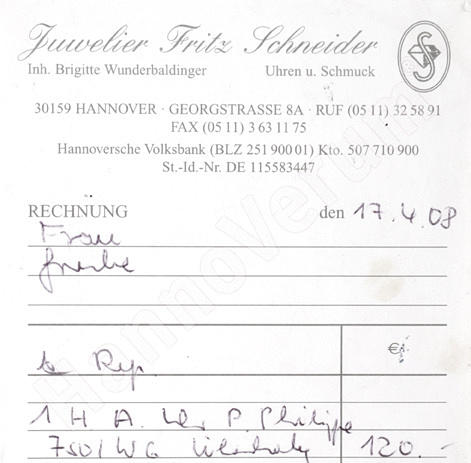 Juwelier Fritz Schneider
Inh. Brigitte Wunderbaldinger Uhren u. Schmuck
30159 HANNOVER · GEORGSTRASSE 8A · RUF (05 11) 32 58 91
FAX (05 11) 3 63 11 75
Hannoversche Volksbank (BLZ 251 900 01) Kto. 507 710 900
St.-Id.-Nr. DE 115583447
RECHNUNG den 17.4.08
Frau
€
Rep.
1 H A. P. Philippe
750/WG 120.-
HannoVerum